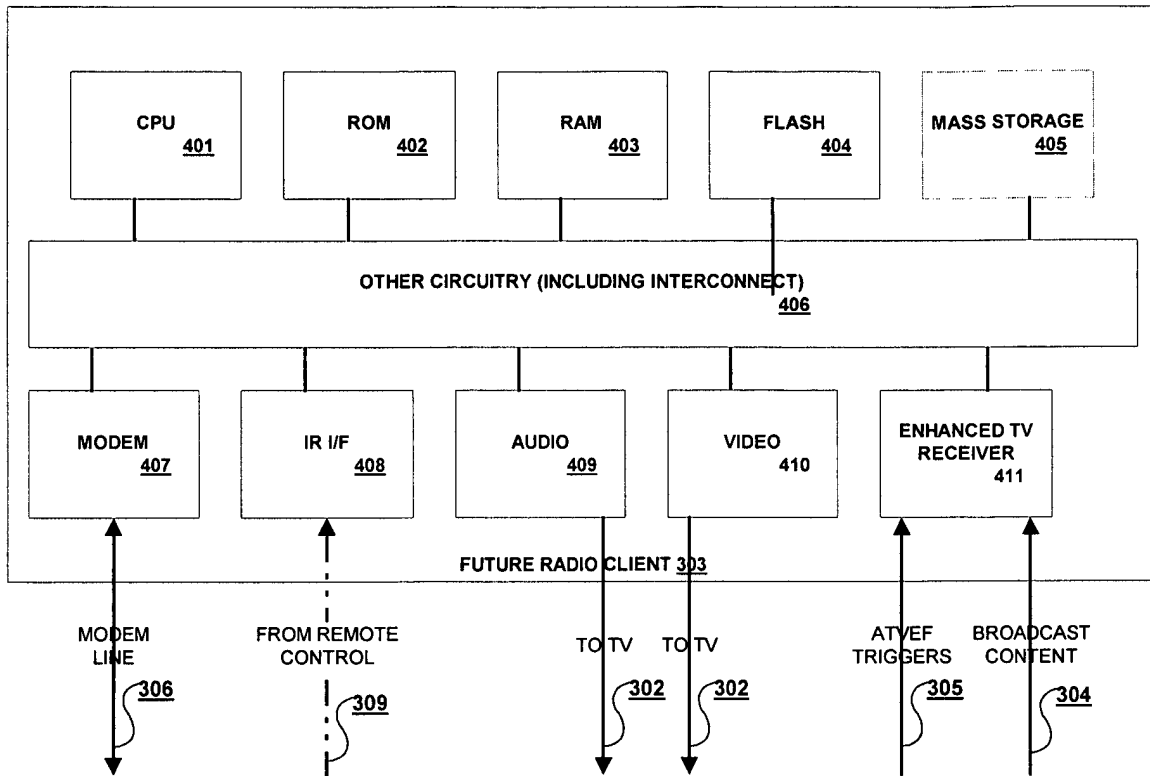 CPU
401
ROM
402
RAM
403
FLASH
404
MASS STORAGE
405
OTHER CIRCUITRY (INCLUDING INTERCONNECT)
406
MODEM
407
IR I/F
408
AUDIO
409
VIDEO
410
ENHANCED TV
RECEIVER
411
FUTURE RADIO CLIENT 303
MODEM
LINE
306
FROM REMOTE
CONTROL
309
TO TV
302
TO TV
302
ATVEF
TRIGGERS
305
BROADCAST
CONTENT
304